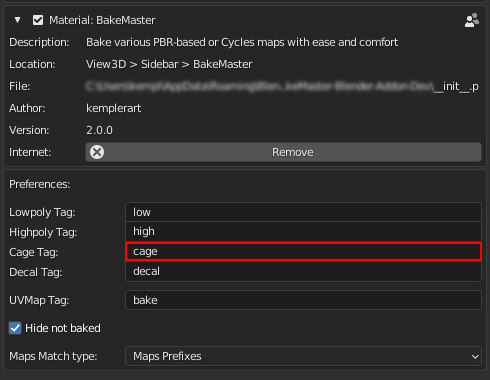 Material: BakeMaster
Description: Bake various PBR-based or Cycles maps with ease and comfort
Location: View3D > Sidebar > BakeMaster
File: \__init__.p
Author: kemplerart
Version: 2.0.0
Internet: Remove
Preferences:
Lowpoly Tag: low
Highpoly Tag: high
Cage Tag: cage
Decal Tag: decal
UVMap Tag: bake
Hide not baked
Maps Match type: Maps Prefixes